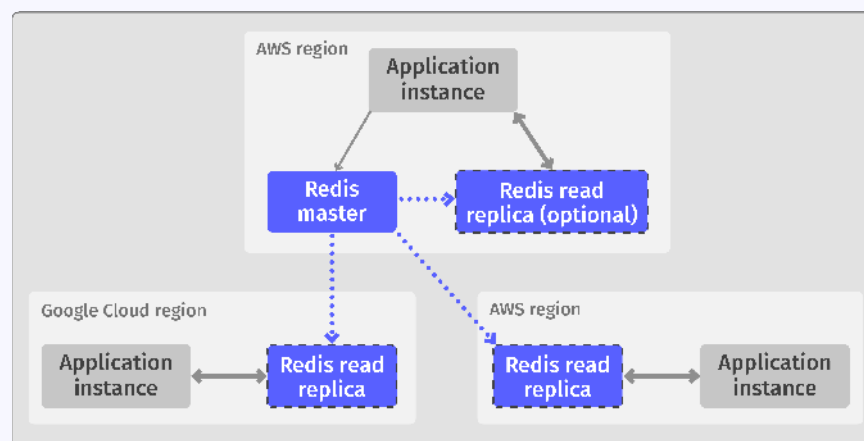 AWS region
Application
instance
Redis
master
Redis read
replica (optional)
Google Cloud region
Application
instance
Redis read
replica
AWS region
Redis read
replica
Application
instance